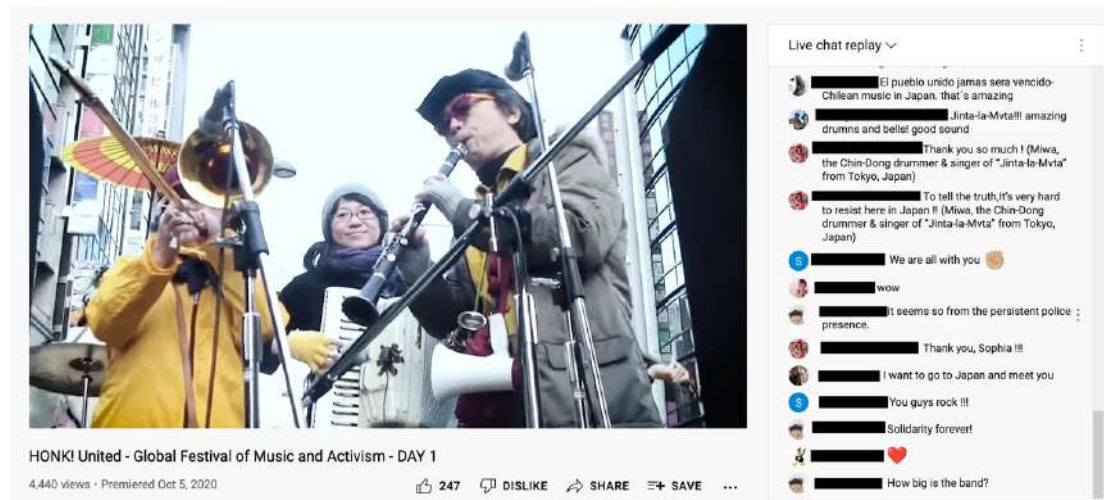 ンザビル3
Live chat replay
El pueblo unido jamas sera vencido-
Chilean music in Japan. that´s amazing
Jinta-la-Mvta!!! amazing
drumns and bells! good sound
Thank you so much ! (Miwa,
the Chin-Dong drummer & singer of “Jinta-la-Mvta”
from Tokyo, Japan)
To tell the truth,It's very hard
to resist here in Japan !! (Miwa, the Chin-Dong
drummer & singer of “Jinta-la-Mvta” from Tokyo,
Japan)
S
We are all with you ✊🏼
wow
It seems so from the persistent police
presence.
Thank you, Sophia !!!
I want to go to Japan and meet you
S
You guys rock !!!
Solidarity forever!
❤️
How big is the band?
HONK! United - Global Festival of Music and Activism - DAY 1
4,440 views · Premiered Oct 5, 2020
247 DISLIKE SHARE SAVE ...